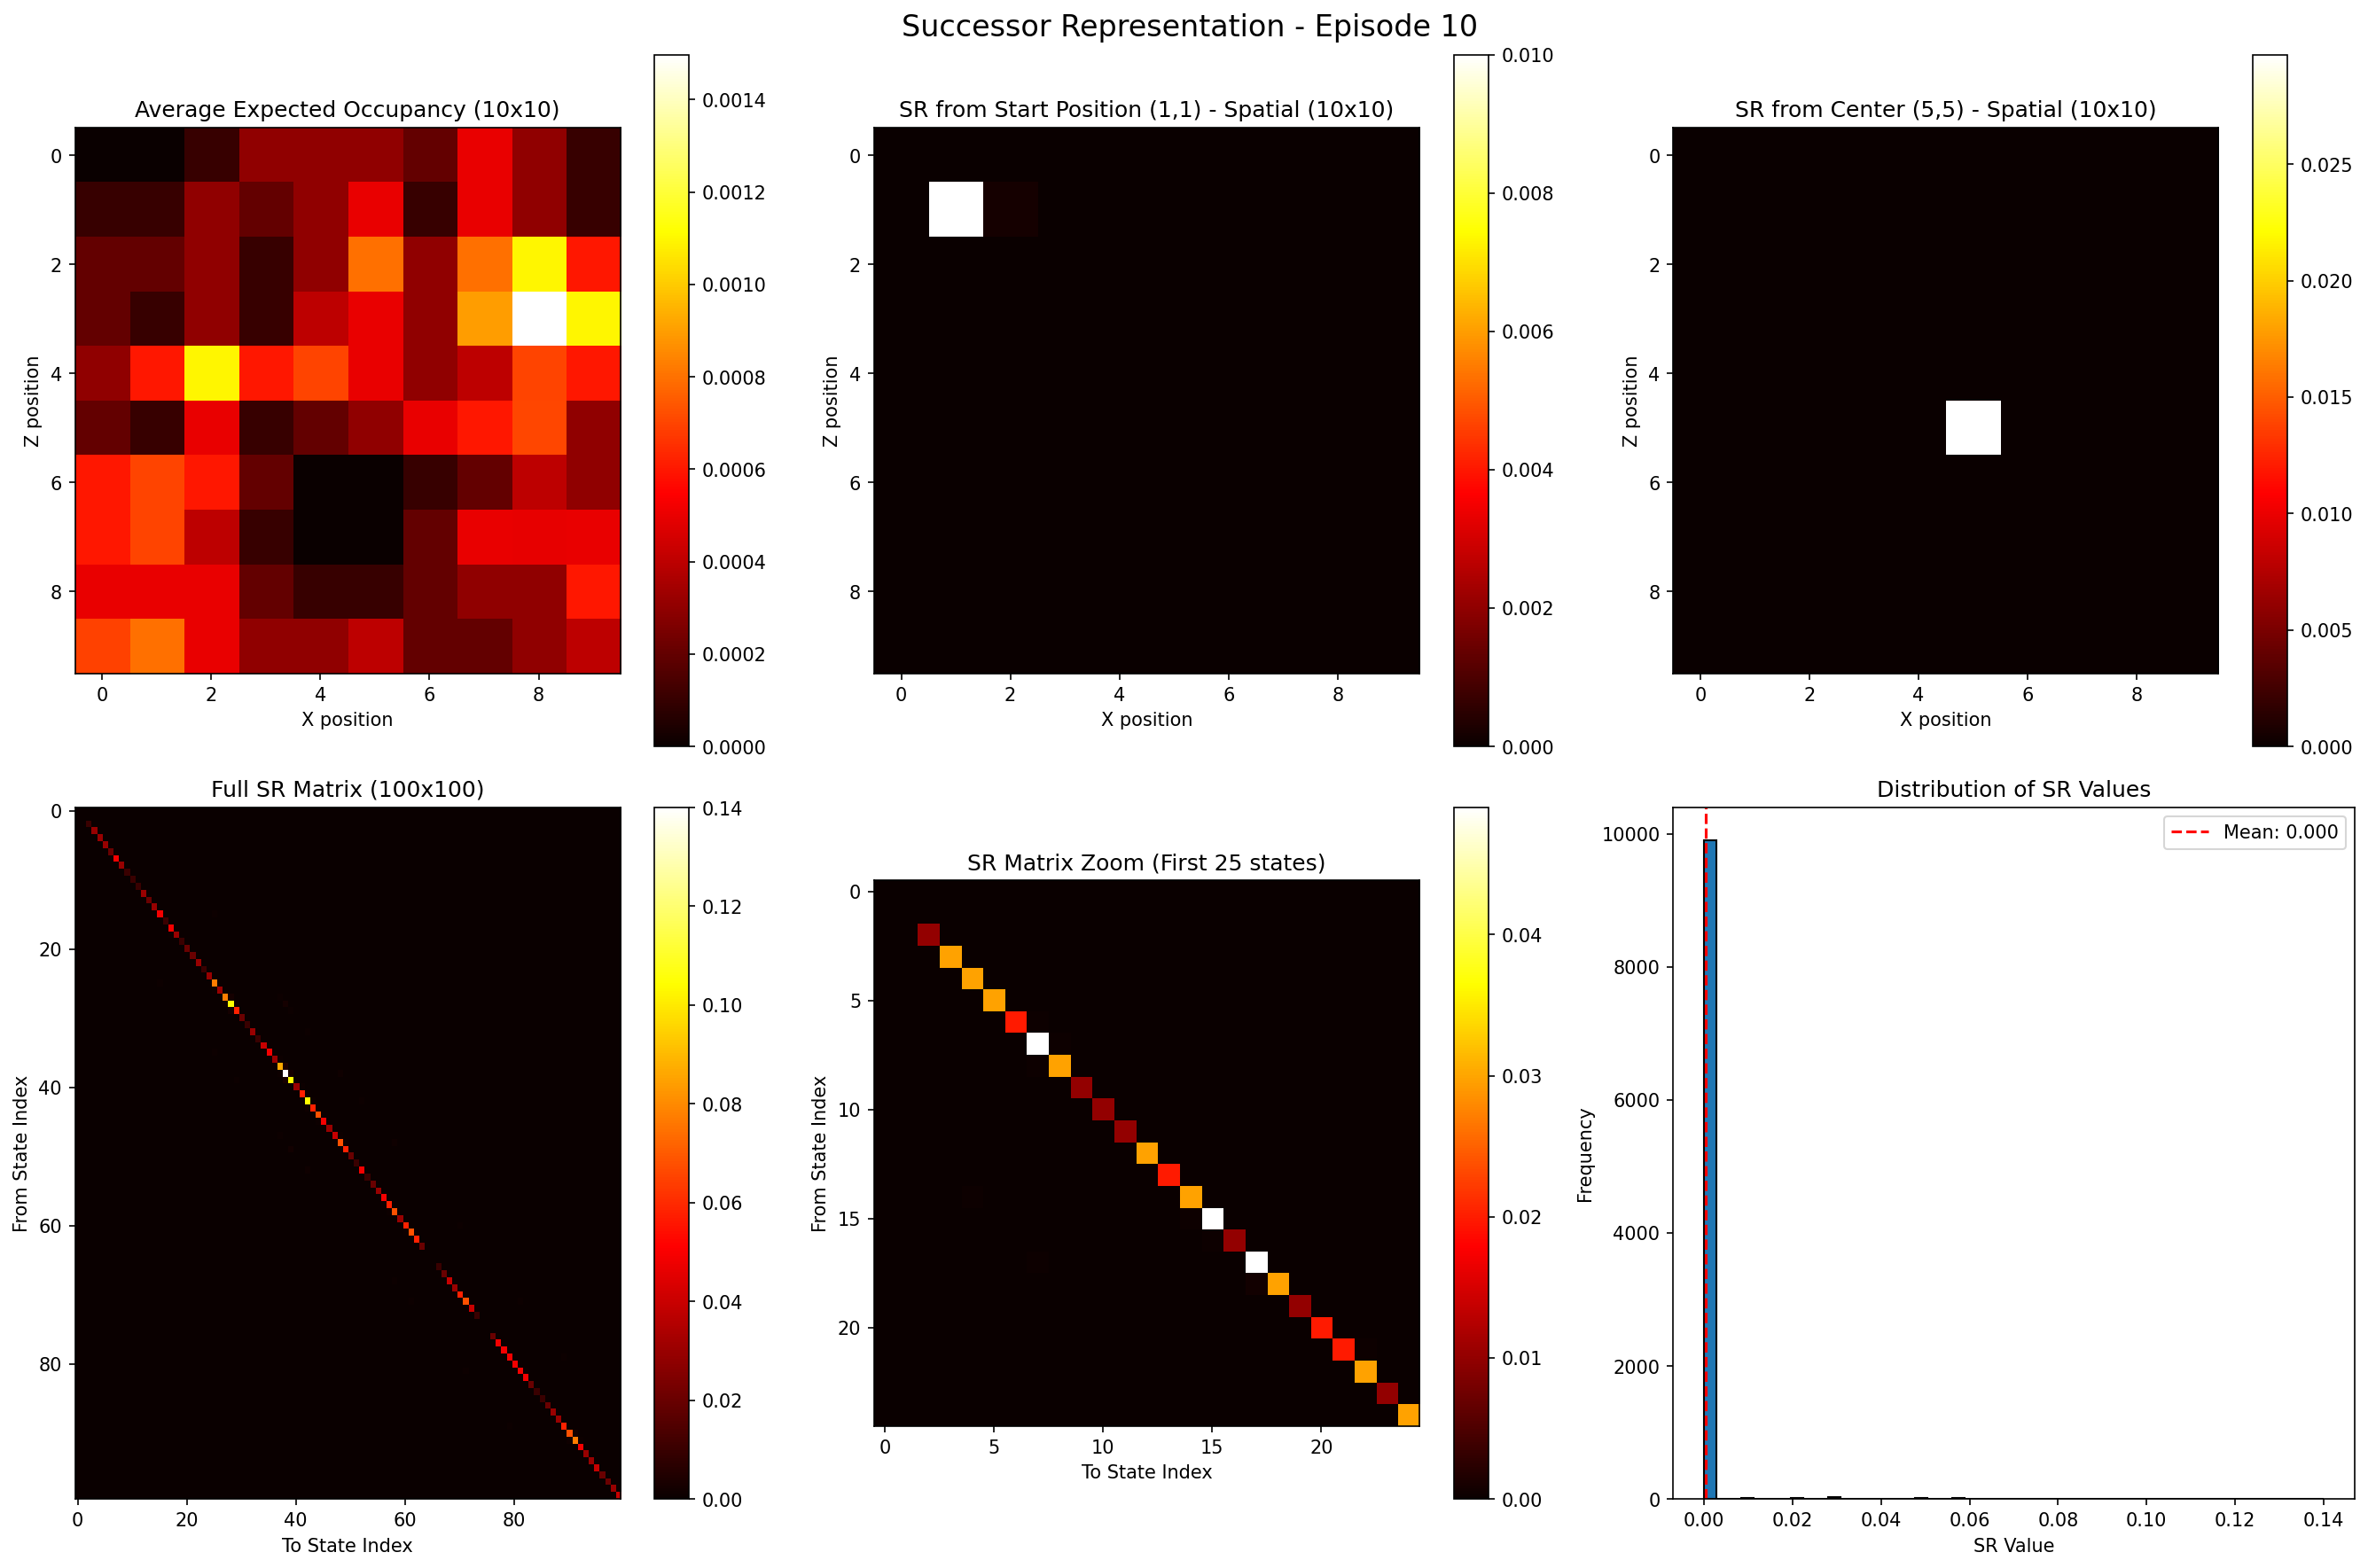 Successor Representation - Episode 10
Average Expected Occupancy (10x10)
0
2
4
6
8
Z position
0 2 4 6 8
X position
0.0014
0.0012
0.0010
0.0008
0.0006
0.0004
0.0002
0.0000
SR from Start Position (1,1) - Spatial (10x10)
0
2
4
6
8
Z position
0 2 4 6 8
X position
0.010
0.008
0.006
0.004
0.002
0.000
SR from Center (5,5) - Spatial (10x10)
0
2
4
6
8
Z position
0 2 4 6 8
X position
0.025
0.020
0.015
0.010
0.005
0.000
Full SR Matrix (100x100)
0
20
40
60
80
From State Index
0 20 40 60 80
To State Index
0.14
0.12
0.10
0.08
0.06
0.04
0.02
0.00
SR Matrix Zoom (First 25 states)
0
5
10
15
20
From State Index
0 5 10 15 20
To State Index
0.04
0.03
0.02
0.01
0.00
Distribution of SR Values
Mean: 0.000
10000
8000
6000
4000
2000
0
Frequency
0.00 0.02 0.04 0.06 0.08 0.10 0.12 0.14
SR Value